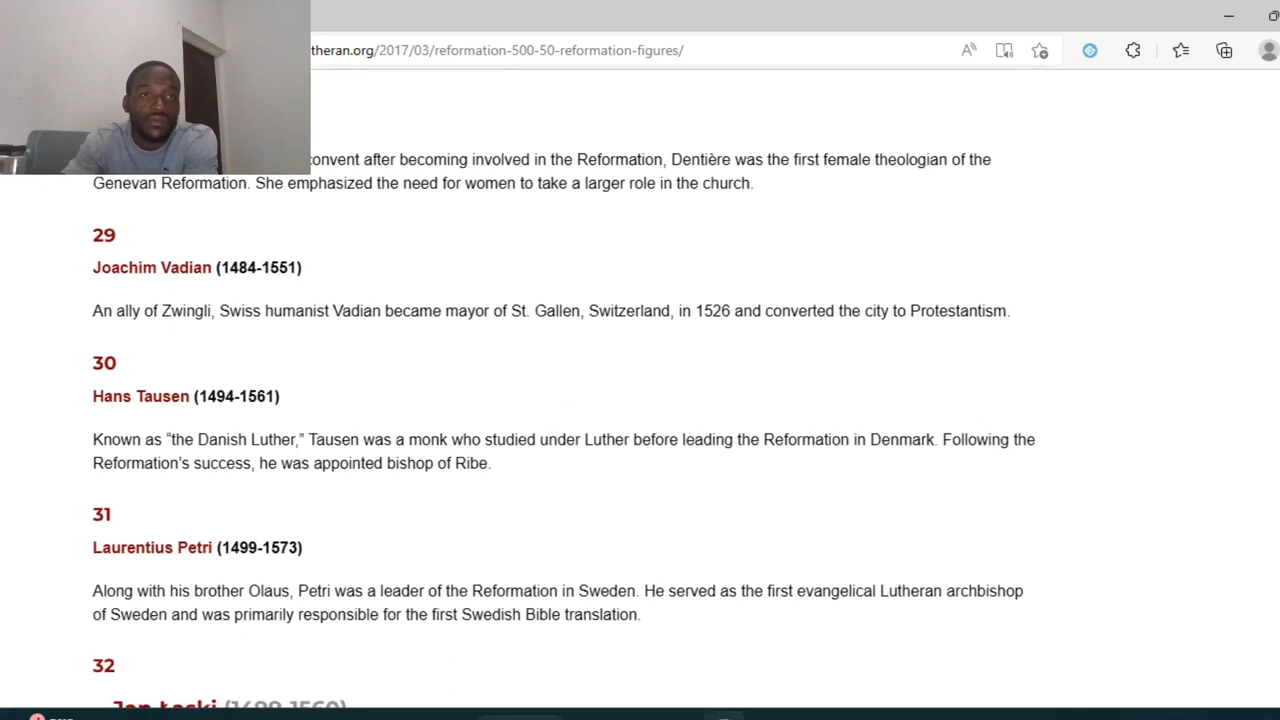 theran.org/2017/03/reformation-500-50-reformation-figures/
convent after becoming involved in the Reformation, Dentière was the first female theologian of the
Genevan Reformation. She emphasized the need for women to take a larger role in the church.
29
Joachim Vadian (1484-1551)
An ally of Zwingli, Swiss humanist Vadian became mayor of St. Gallen, Switzerland, in 1526 and converted the city to Protestantism.
30
Hans Tausen (1494-1561)
Known as “the Danish Luther,” Tausen was a monk who studied under Luther before leading the Reformation in Denmark. Following the
Reformation’s success, he was appointed bishop of Ribe.
31
Laurentius Petri (1499-1573)
Along with his brother Olaus, Petri was a leader of the Reformation in Sweden. He served as the first evangelical Lutheran archbishop
of Sweden and was primarily responsible for the first Swedish Bible translation.
32
Jan Łaski (1499-1560)